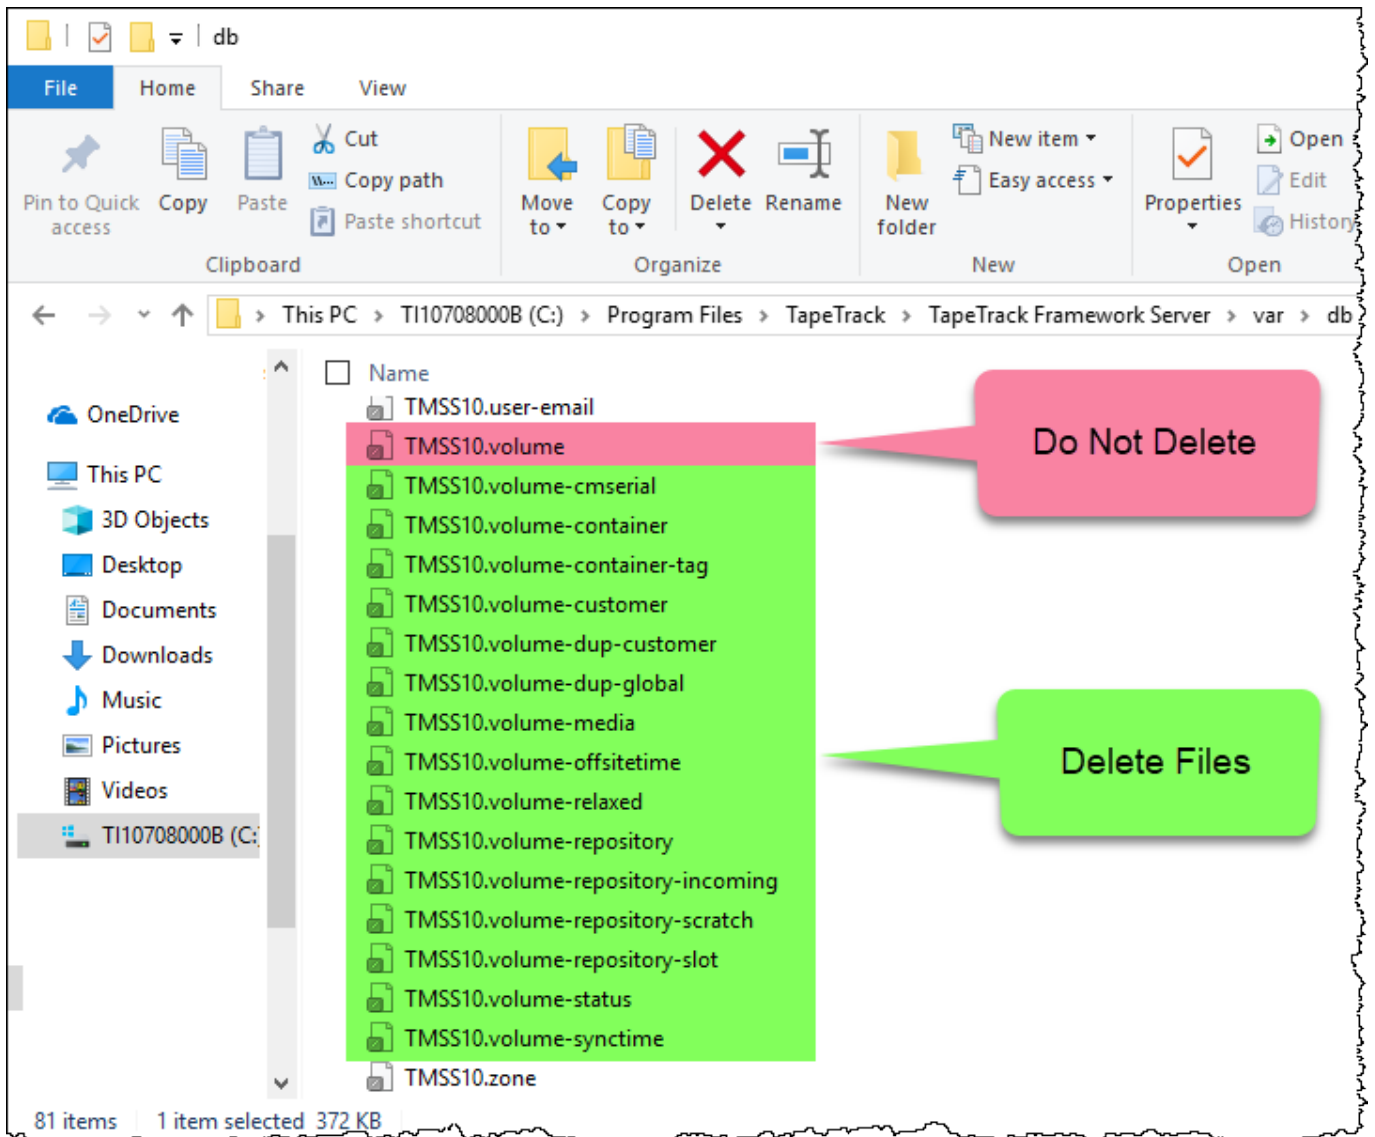 db
File Home Share View
Pin to Quick access
Copy
Paste
Cut
Copy path
Paste shortcut
Clipboard
Move to
Copy to
Delete
Rename
Organize
New folder
New item
Easy access
New
Properties
Open
Edit
History
Open
This PC > TI10708000B (C:) > Program Files > TapeTrack > TapeTrack Framework Server > var > db
OneDrive
This PC
3D Objects
Desktop
Documents
Downloads
Music
Pictures
Videos
TI10708000B (C:
Name
TMSS10.user-email
TMSS10.volume
TMSS10.volume-cmserial
TMSS10.volume-container
TMSS10.volume-container-tag
TMSS10.volume-customer
TMSS10.volume-dup-customer
TMSS10.volume-dup-global
TMSS10.volume-media
TMSS10.volume-offsitetime
TMSS10.volume-relaxed
TMSS10.volume-repository
TMSS10.volume-repository-incoming
TMSS10.volume-repository-scratch
TMSS10.volume-repository-slot
TMSS10.volume-status
TMSS10.volume-synctime
TMSS10.zone
Do Not Delete
Delete Files
81 items 1 item selected 372 KB